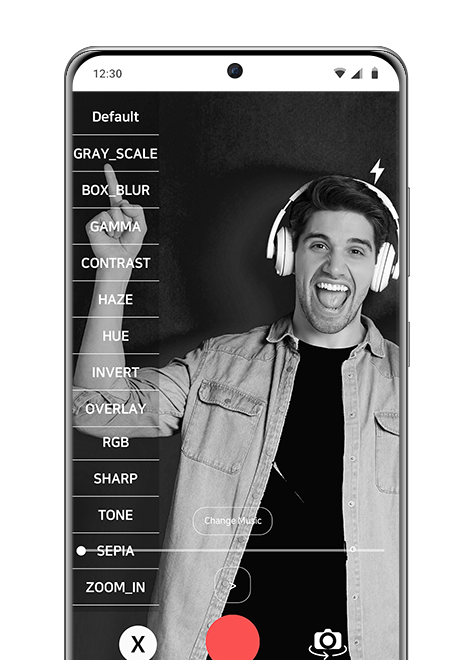 12:30
Default
GRAY_SCALE
BOX_BLUR
GAMMA
CONTRAST
HAZE
HUE
INVERT
OVERLAY
RGB
SHARP
TONE
Change Music
SEPIA
ZOOM_IN
X